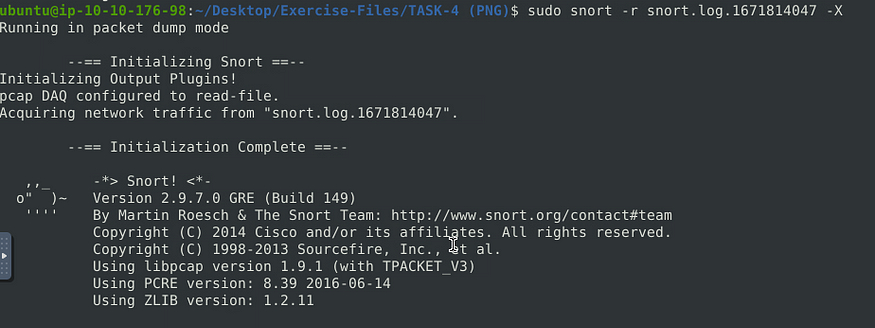 ubuntu@ip-10-10-176-98:~/Desktop/Exercise-Files/TASK-4 (PNG)$ sudo snort -r snort.log.1671814047 -X
Running in packet dump mode
--== Initializing Snort ==--
Initializing Output Plugins!
pcap DAQ configured to read-file.
Acquiring network traffic from "snort.log.1671814047".
--== Initialization Complete ==--
,,_     -*> Snort! <*-
o"  )~   Version 2.9.7.0 GRE (Build 149)
''''    By Martin Roesch & The Snort Team: http://www.snort.org/contact#team
Copyright (C) 2014 Cisco and/or its affiliates. All rights reserved.
Copyright (C) 1998-2013 Sourcefire, Inc., et al.
Using libpcap version 1.9.1 (with TPACKET_V3)
Using PCRE version: 8.39 2016-06-14
Using ZLIB version: 1.2.11